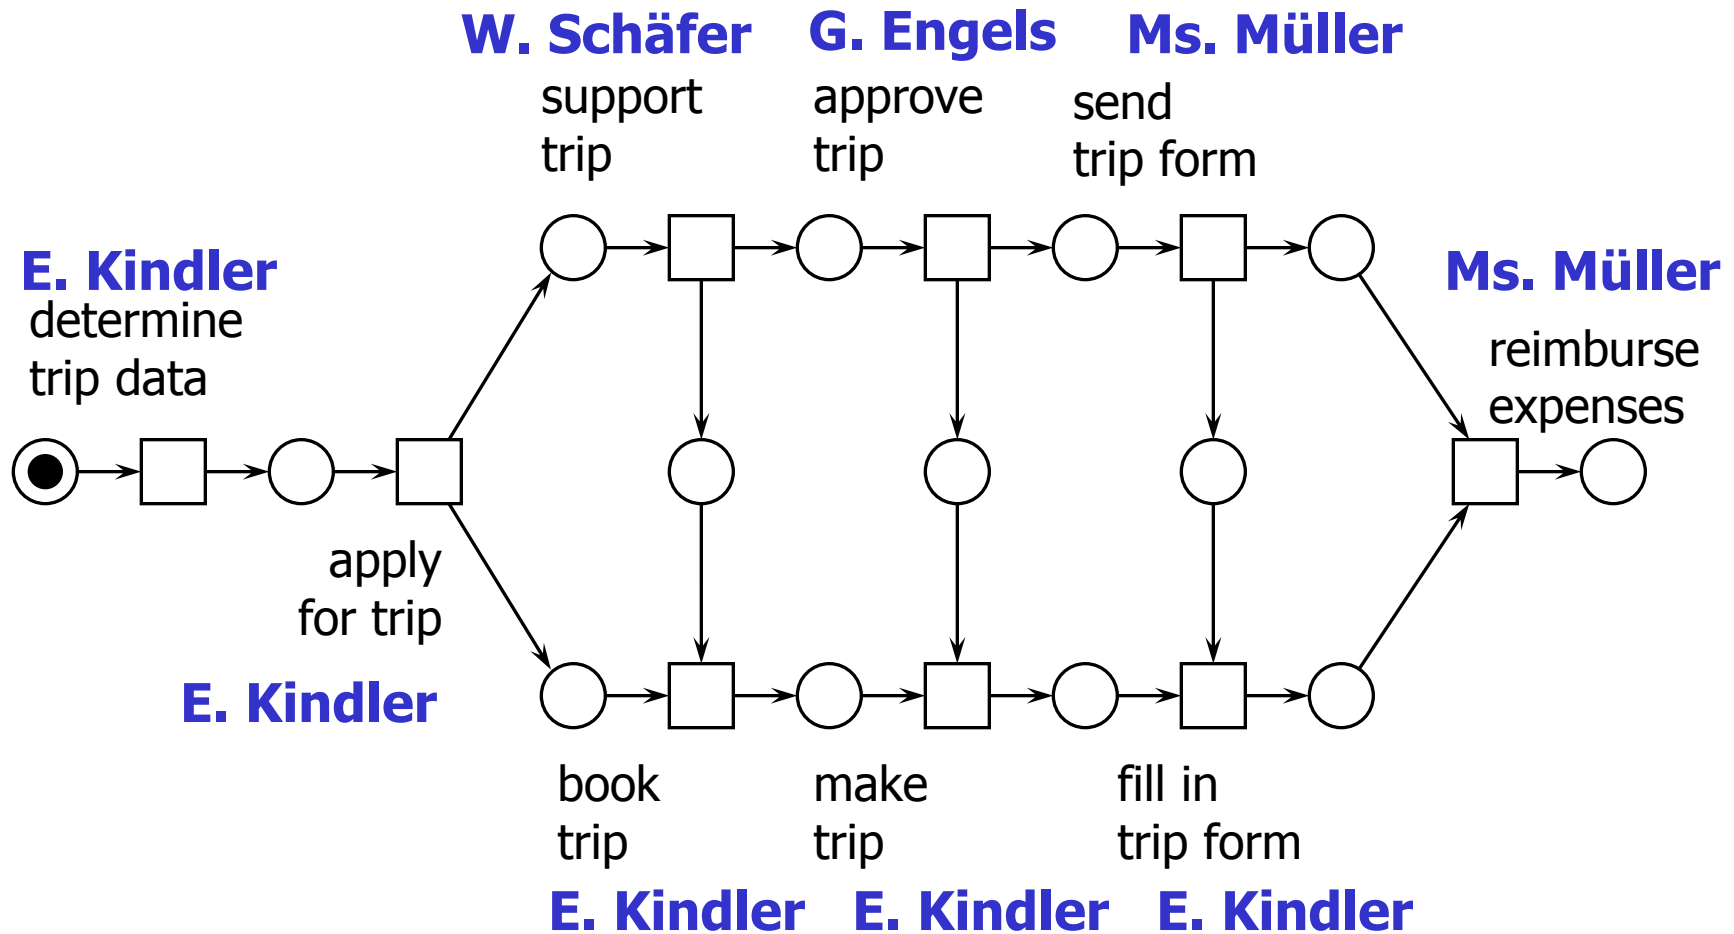 W. Schäfer
support
trip
G. Engels
approve
trip
Ms. Müller
send
trip form
E. Kindler
determine
trip data
Ms. Müller
reimburse
expenses
apply
for trip
E. Kindler
book
trip
E. Kindler
make
trip
E. Kindler
fill in
trip form
E. Kindler